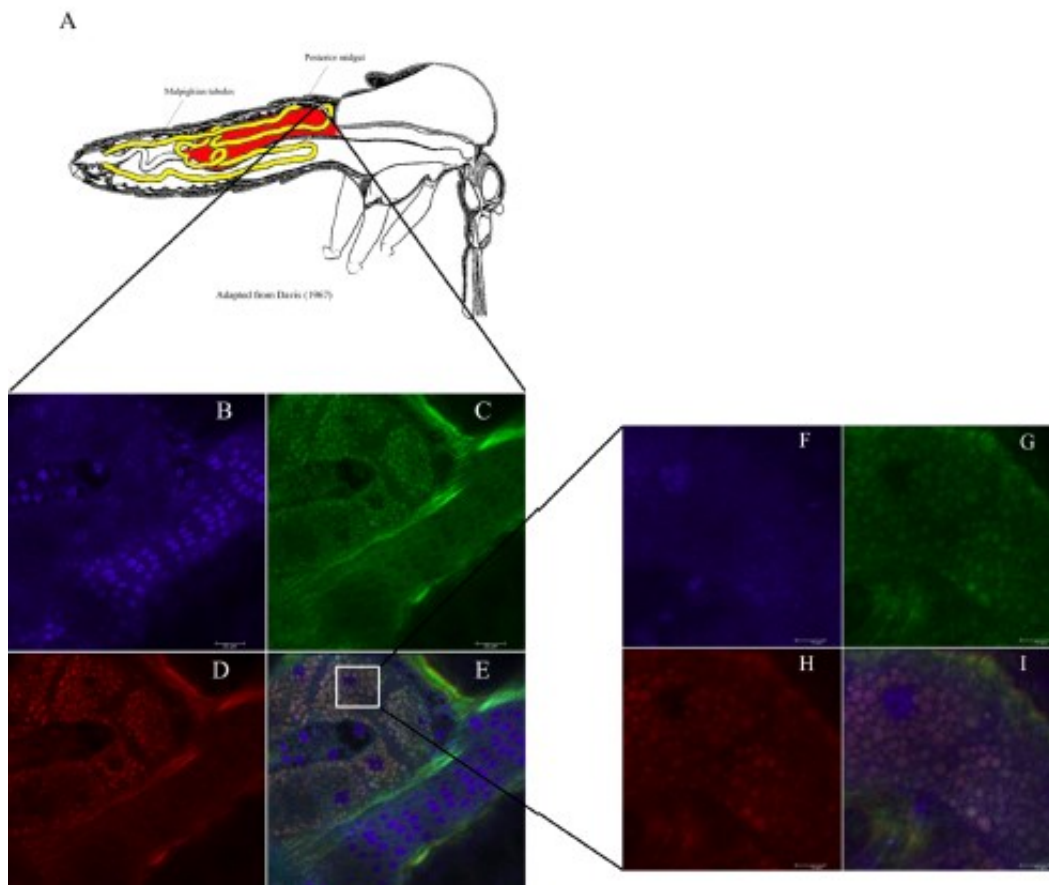 A
Posterior midgut
Malpighian tubules
Adapted from Davis (1967)
B
C
D
E
F
G
H
I